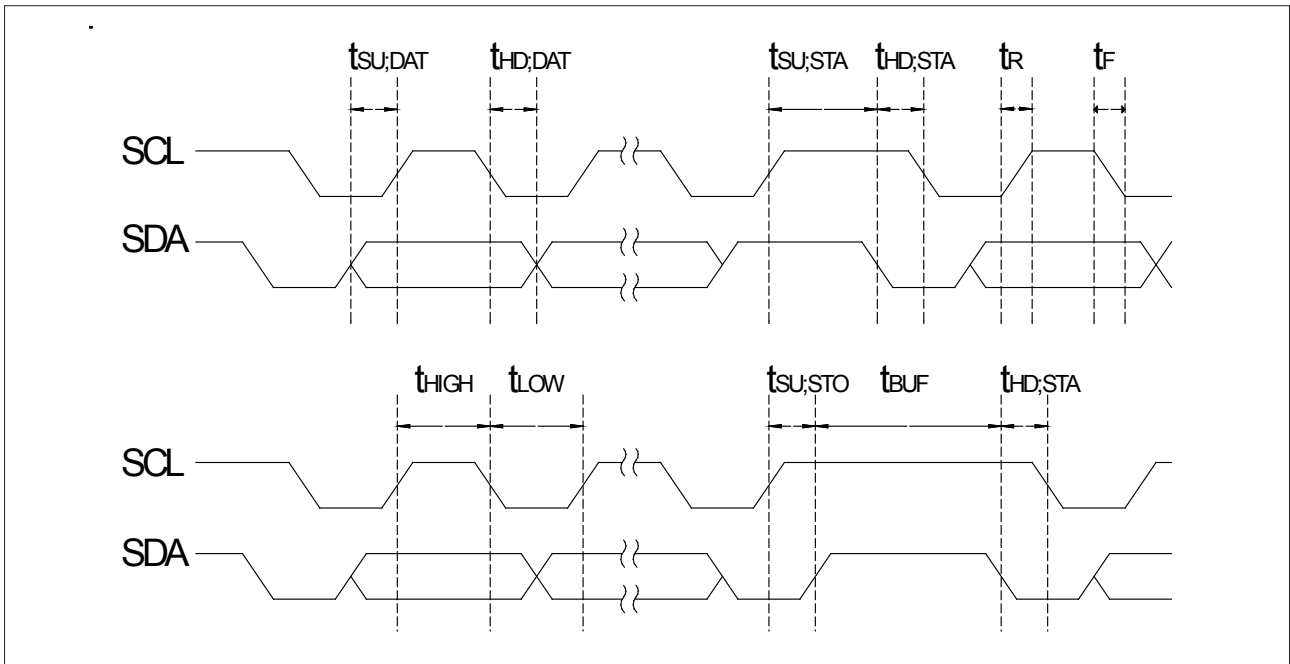 tSU;DAT tHD;DAT tSU;STA tHD;STA tR tF
SCL
SDA
tHIGH tLOW tSU;STO tBUF tHD;STA
SCL
SDA